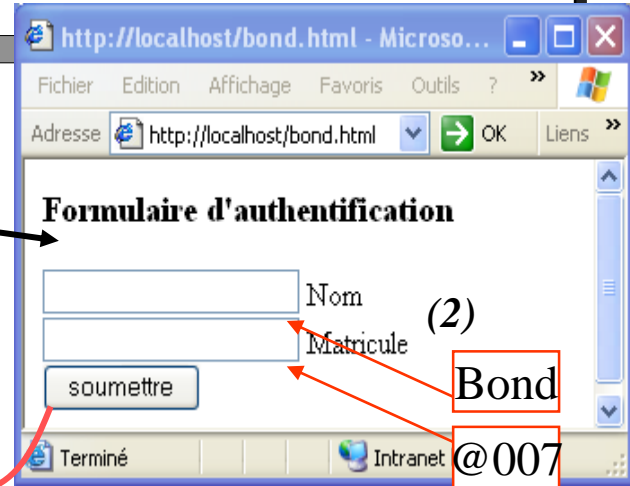 http://localhost/bond.html - Microso...
Fichier Edition Affichage Favoris Outils ? »
Adresse http://localhost/bond.html OK Liens »
Formulaire d'authentification
Nom
(2)
Matricule
Bond
soumettre
@007
Terminé Intranet